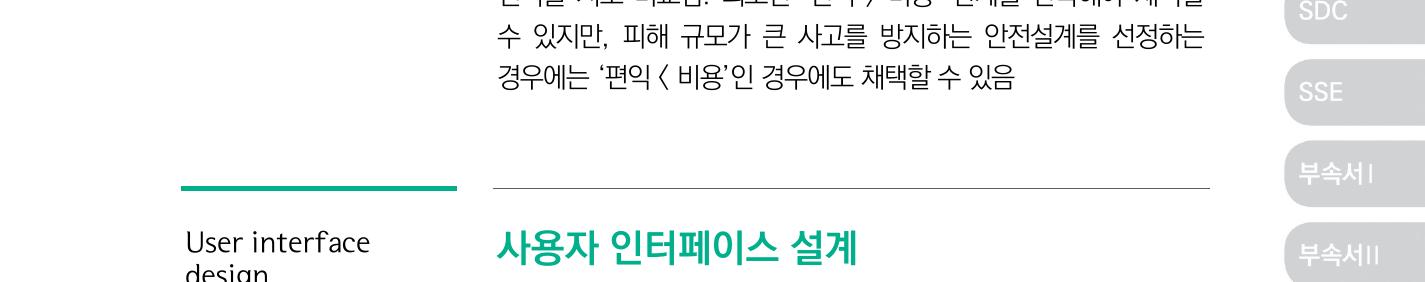 수 있지만, 피해 규모가 큰 사고를 방지하는 안전설계를 선정하는
경우에는 ‘편익 < 비용’인 경우에도 채택할 수 있음
User interface
design
사용자 인터페이스 설계
SDC
SSE
부속서Ⅰ
부속서Ⅱ